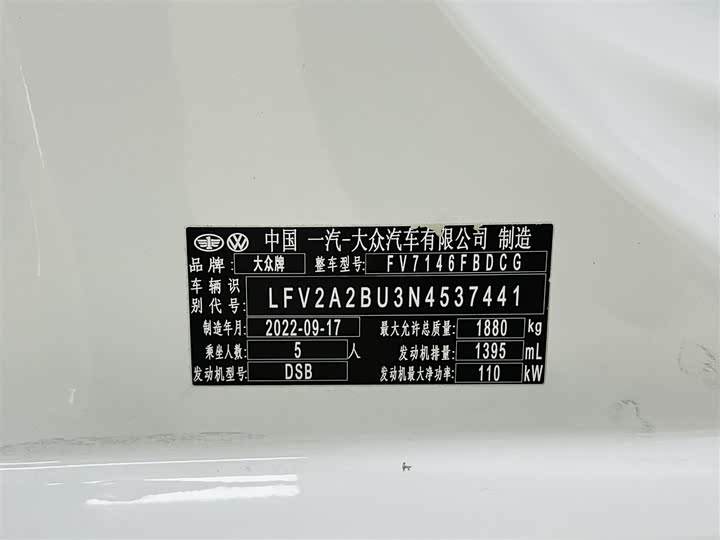 中国 一汽-大众汽车有限公司 制造
品牌: 大众牌 整车型号: FV7146FBDCG
车辆识别代号: LFV2A2BU3N4537441
制造年月: 2022-09-17 最大允许总质量: 1880 kg
乘坐人数: 5 人 发动机排量: 1395 mL
发动机型号: DSB 发动机最大净功率: 110 kW